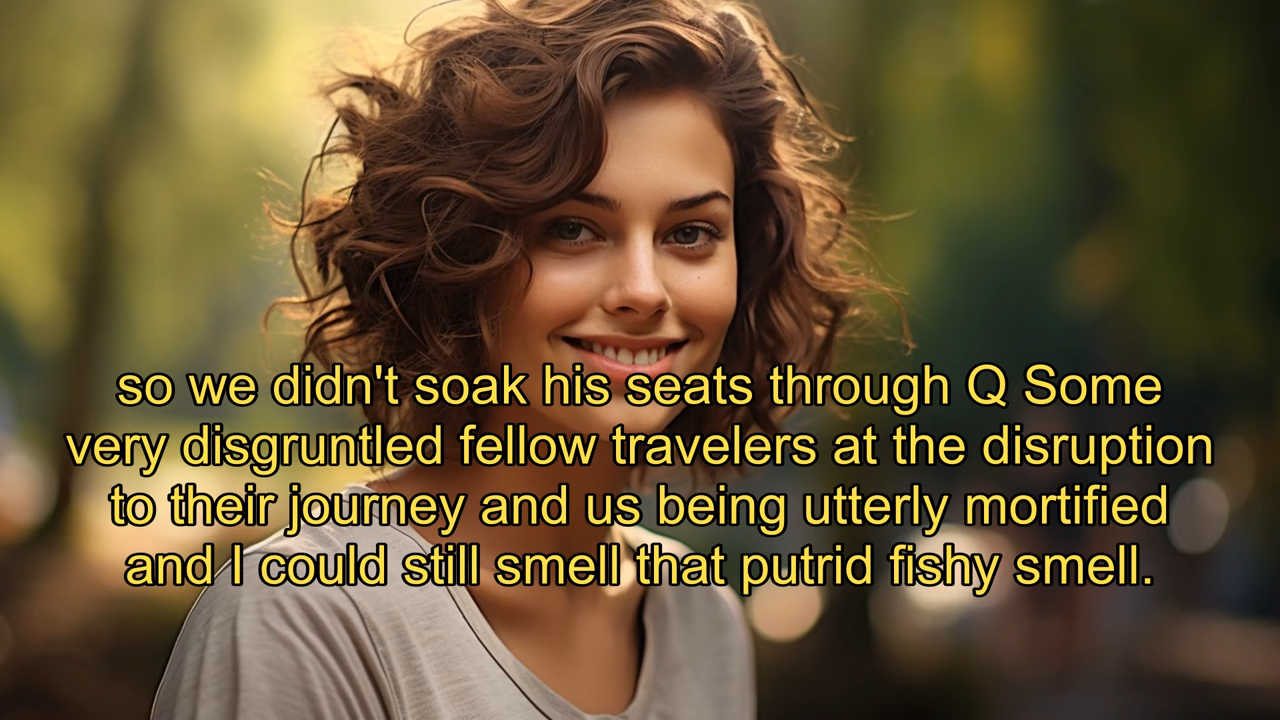 so we didn't soak his seats through Q Some
very disgruntled fellow travelers at the disruption
to their journey and us being utterly mortified
and I could still smell that putrid fishy smell.